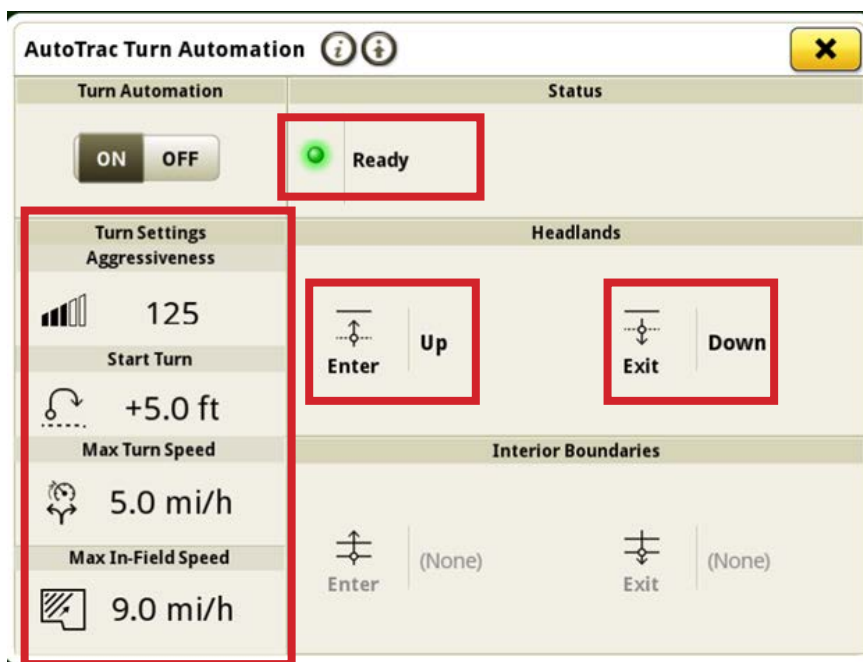 AutoTrac Turn Automation
Turn Automation
Status
ON OFF
Ready
Turn Settings
Aggressiveness
125
Start Turn
+5.0 ft
Max Turn Speed
5.0 mi/h
Max In-Field Speed
9.0 mi/h
Headlands
Enter
Up
Exit
Down
Interior Boundaries
Enter
(None)
Exit
(None)